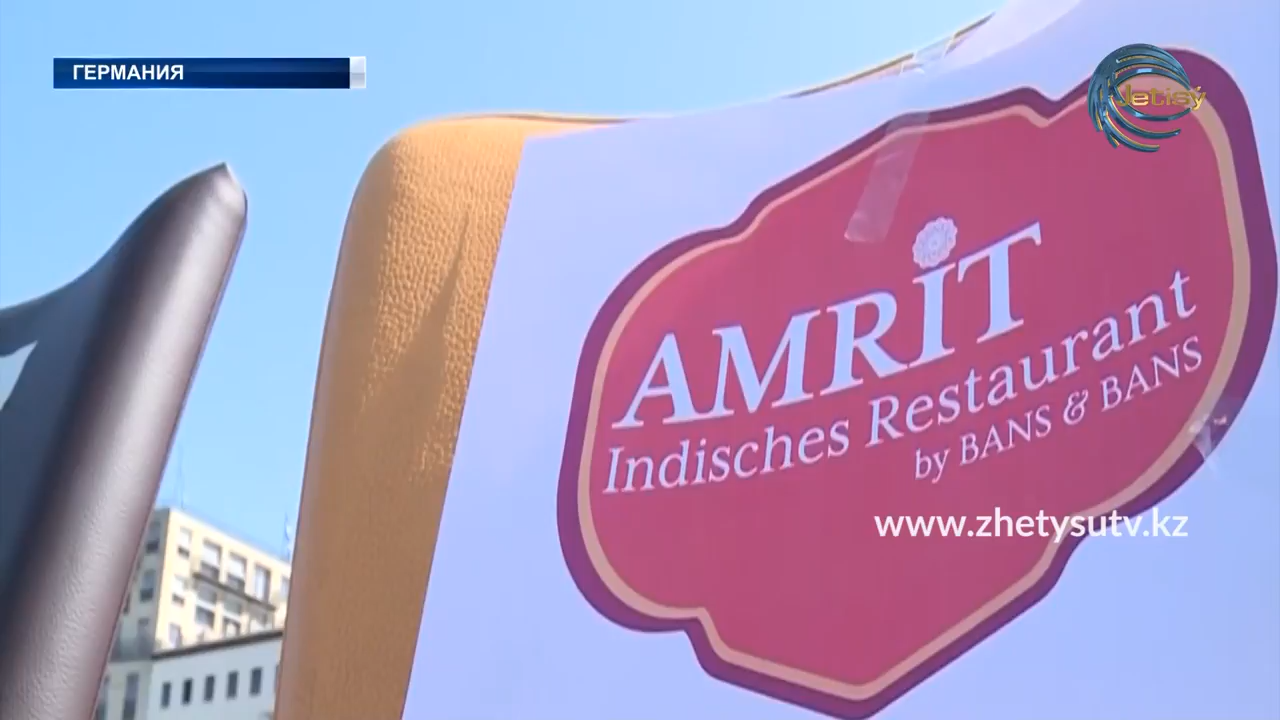 ГЕРМАНИЯ
Jetisý
AMRIT
Indisches Restaurant
by BANS & BANS
www.zhetysutv.kz